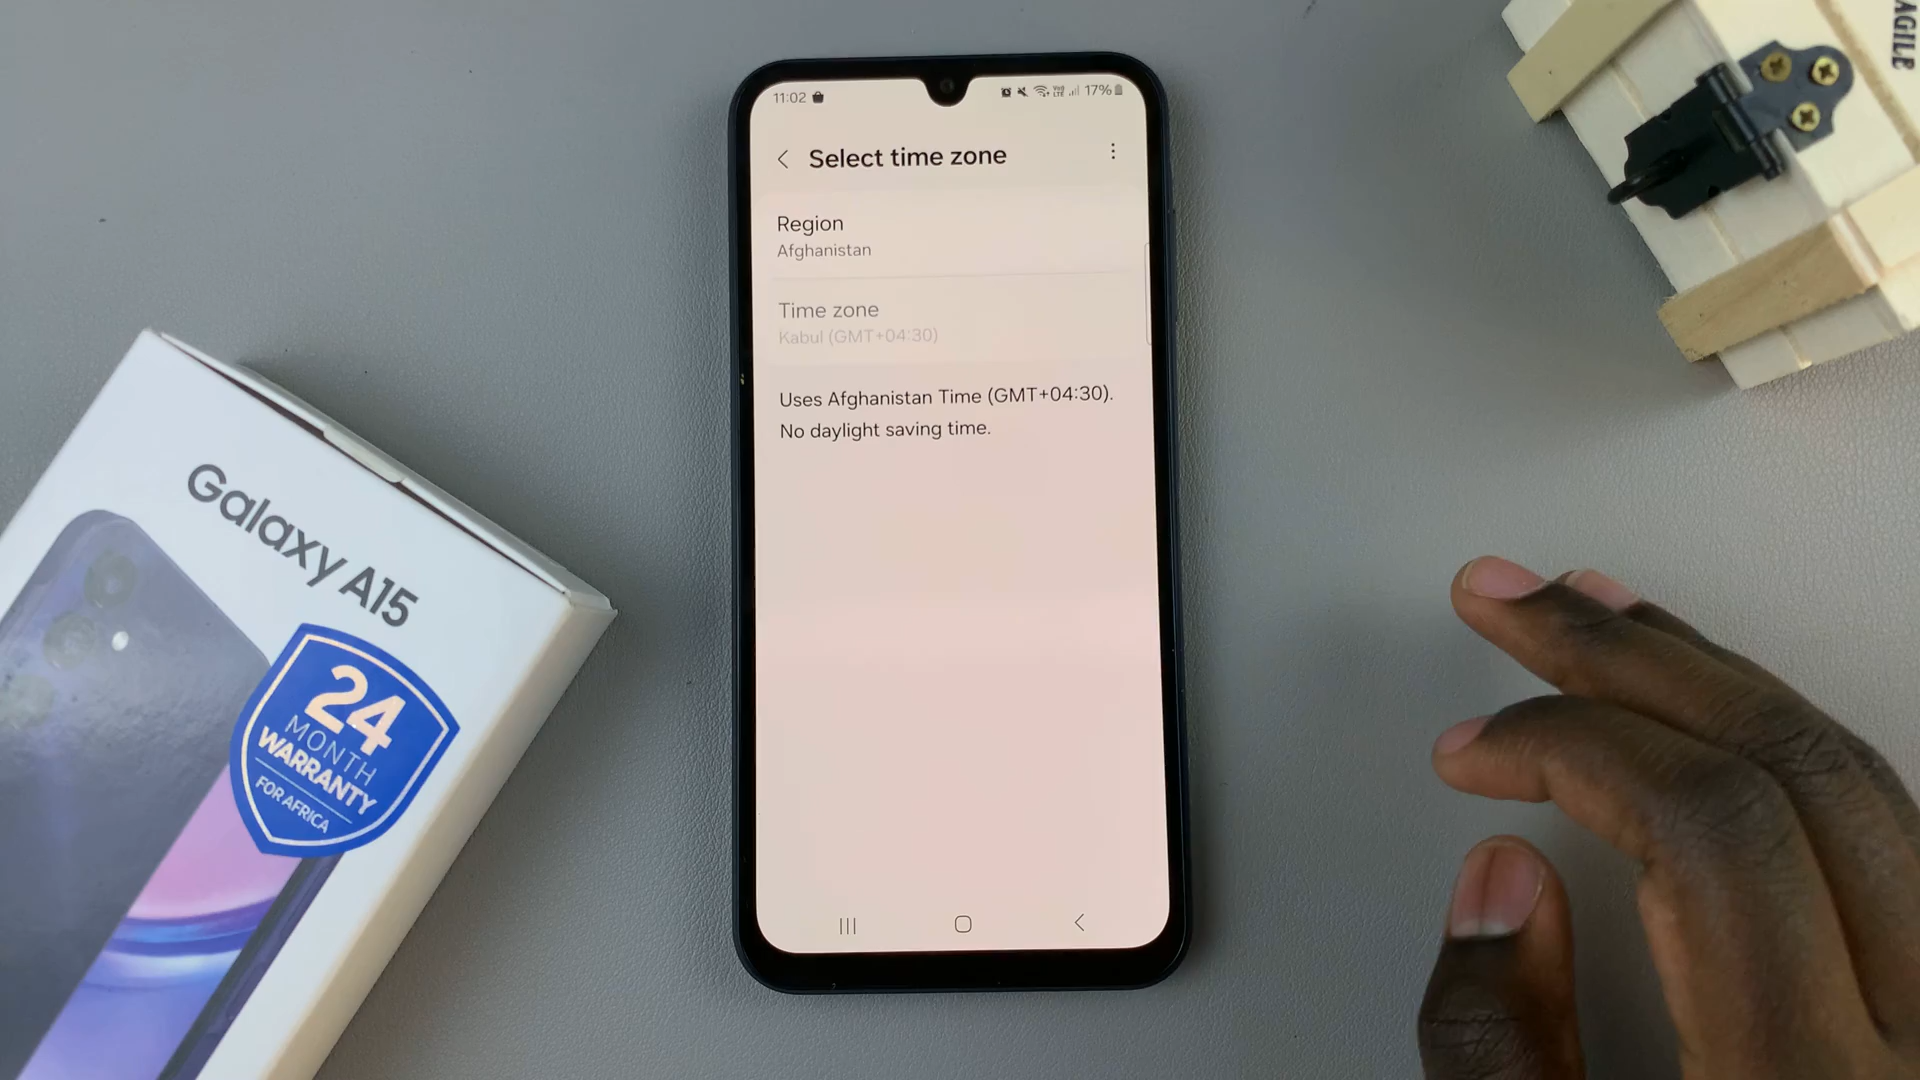 11:02
17%
Select time zone
Region
Afghanistan
Time zone
Kabul (GMT+04:30)
Uses Afghanistan Time (GMT+04:30).
No daylight saving time.
Galaxy A15
24
MONTH
WARRANTY
FOR AFRICA
AGILE